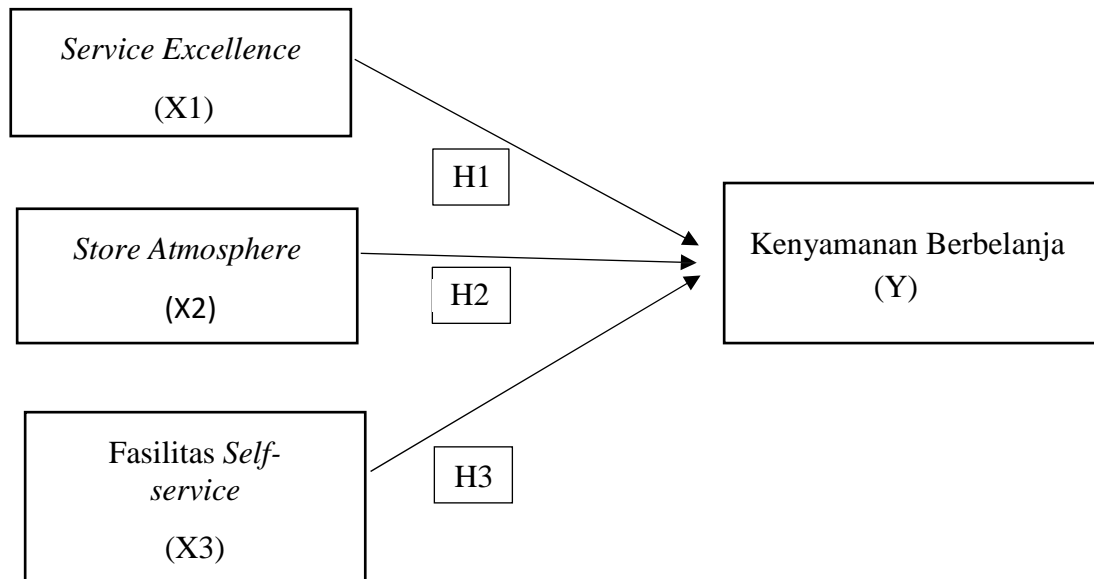 Service Excellence
(X1)
H1
Store Atmosphere
(X2)
H2
Kenyamanan Berbelanja
(Y)
Fasilitas Self-
service
(X3)
H3